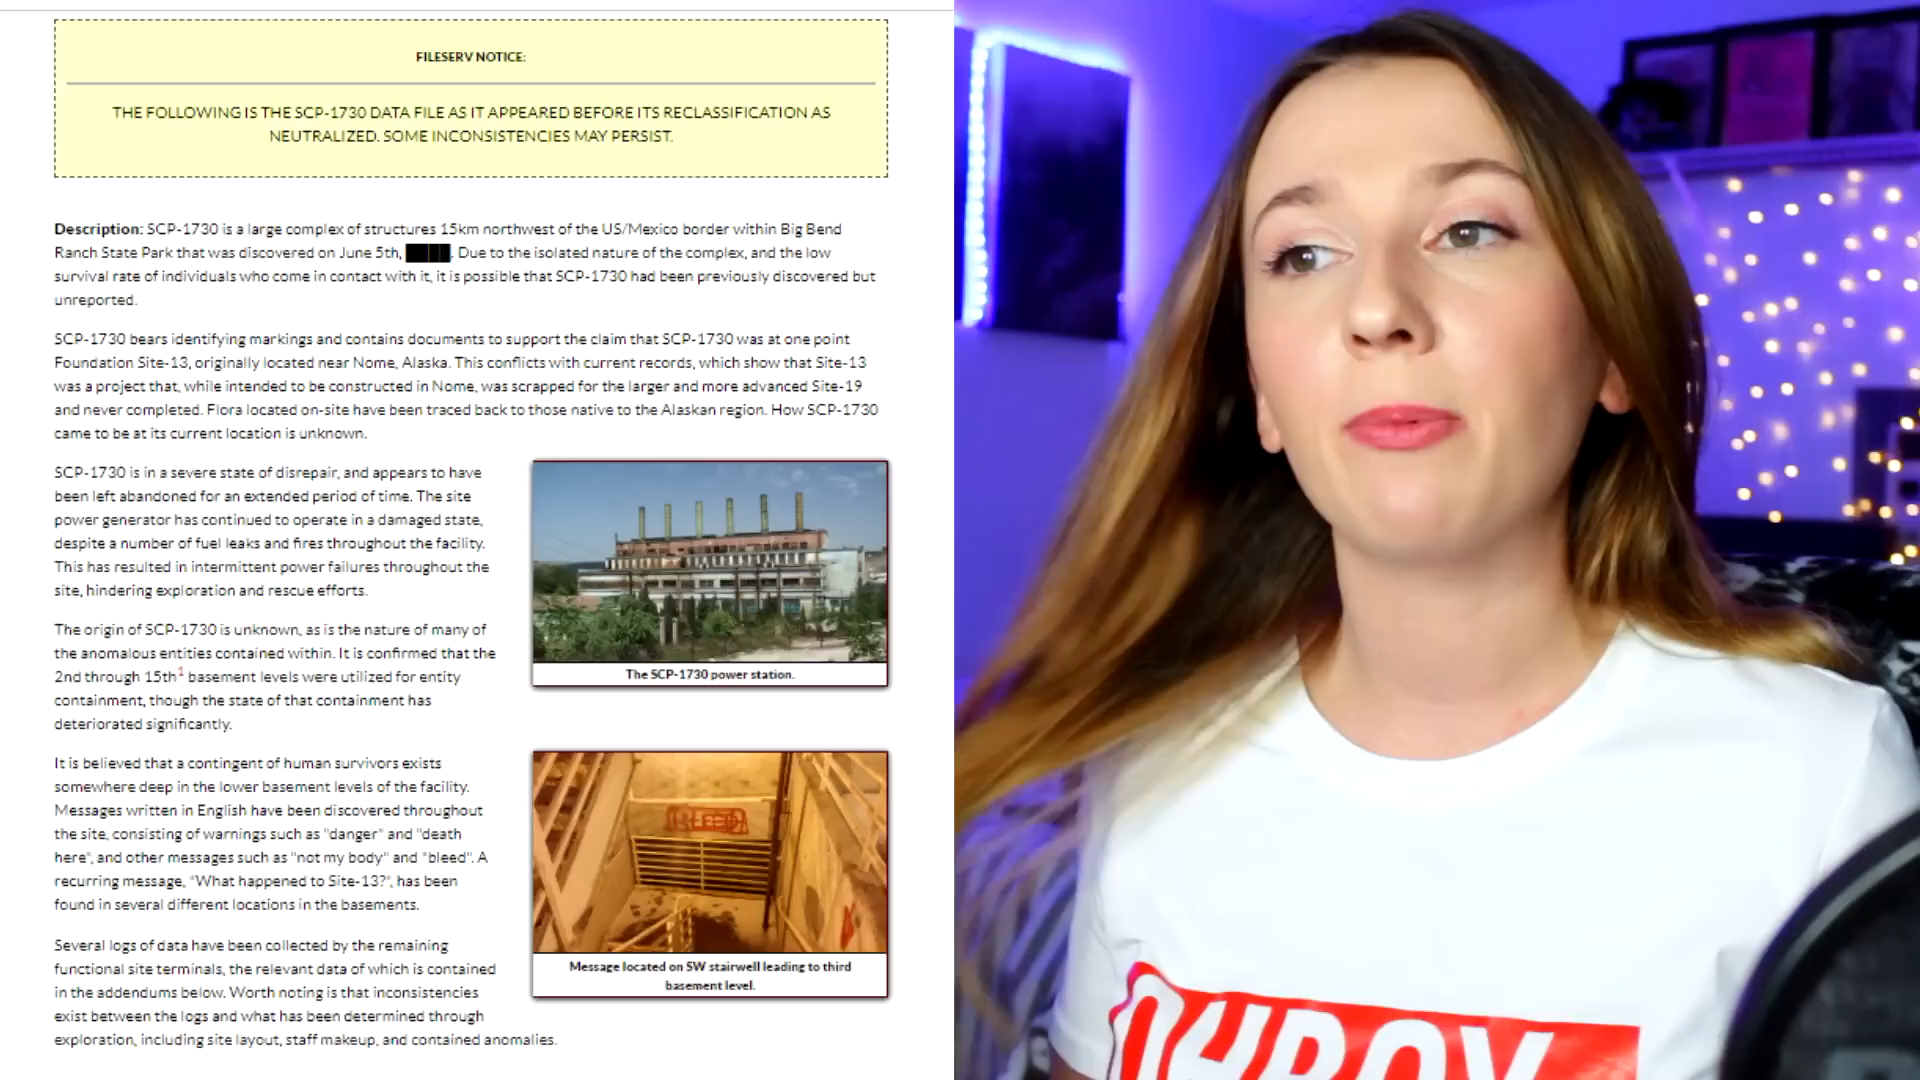 FILESERV NOTICE:
THE FOLLOWING IS THE SCP-1730 DATA FILE AS IT APPEARED BEFORE ITS RECLASSIFICATION AS
NEUTRALIZED. SOME INCONSISTENCIES MAY PERSIST.
Description: SCP-1730 is a large complex of structures 15km northwest of the US/Mexico border within Big Bend
Ranch State Park that was discovered on June 5th, ████. Due to the isolated nature of the complex, and the low
survival rate of individuals who come in contact with it, it is possible that SCP-1730 had been previously discovered but
unreported.
SCP-1730 bears identifying markings and contains documents to support the claim that SCP-1730 was at one point
Foundation Site-13, originally located near Nome, Alaska. This conflicts with current records, which show that Site-13
was a project that, while intended to be constructed in Nome, was scrapped for the larger and more advanced Site-19
and never completed. Flora located on-site have been traced back to those native to the Alaskan region. How SCP-1730
came to be at its current location is unknown.
SCP-1730 is in a severe state of disrepair, and appears to have
been left abandoned for an extended period of time. The site
power generator has continued to operate in a damaged state,
despite a number of fuel leaks and fires throughout the facility.
This has resulted in intermittent power failures throughout the
site, hindering exploration and rescue efforts.
The SCP-1730 power station.
The origin of SCP-1730 is unknown, as is the nature of many of
the anomalous entities contained within. It is confirmed that the
2nd through 15th1 basement levels were utilized for entity
containment, though the state of that containment has
deteriorated significantly.
It is believed that a contingent of human survivors exists
somewhere deep in the lower basement levels of the facility.
Messages written in English have been discovered throughout
the site, consisting of warnings such as "danger" and "death
here", and other messages such as "not my body" and "bleed". A
recurring message, "What happened to Site-13?", has been
found in several different locations in the basements.
BLEED
Message located on SW stairwell leading to third
basement level.
Several logs of data have been collected by the remaining
functional site terminals, the relevant data of which is contained
in the addendums below. Worth noting is that inconsistencies
exist between the logs and what has been determined through
exploration, including site layout, staff makeup, and contained anomalies.